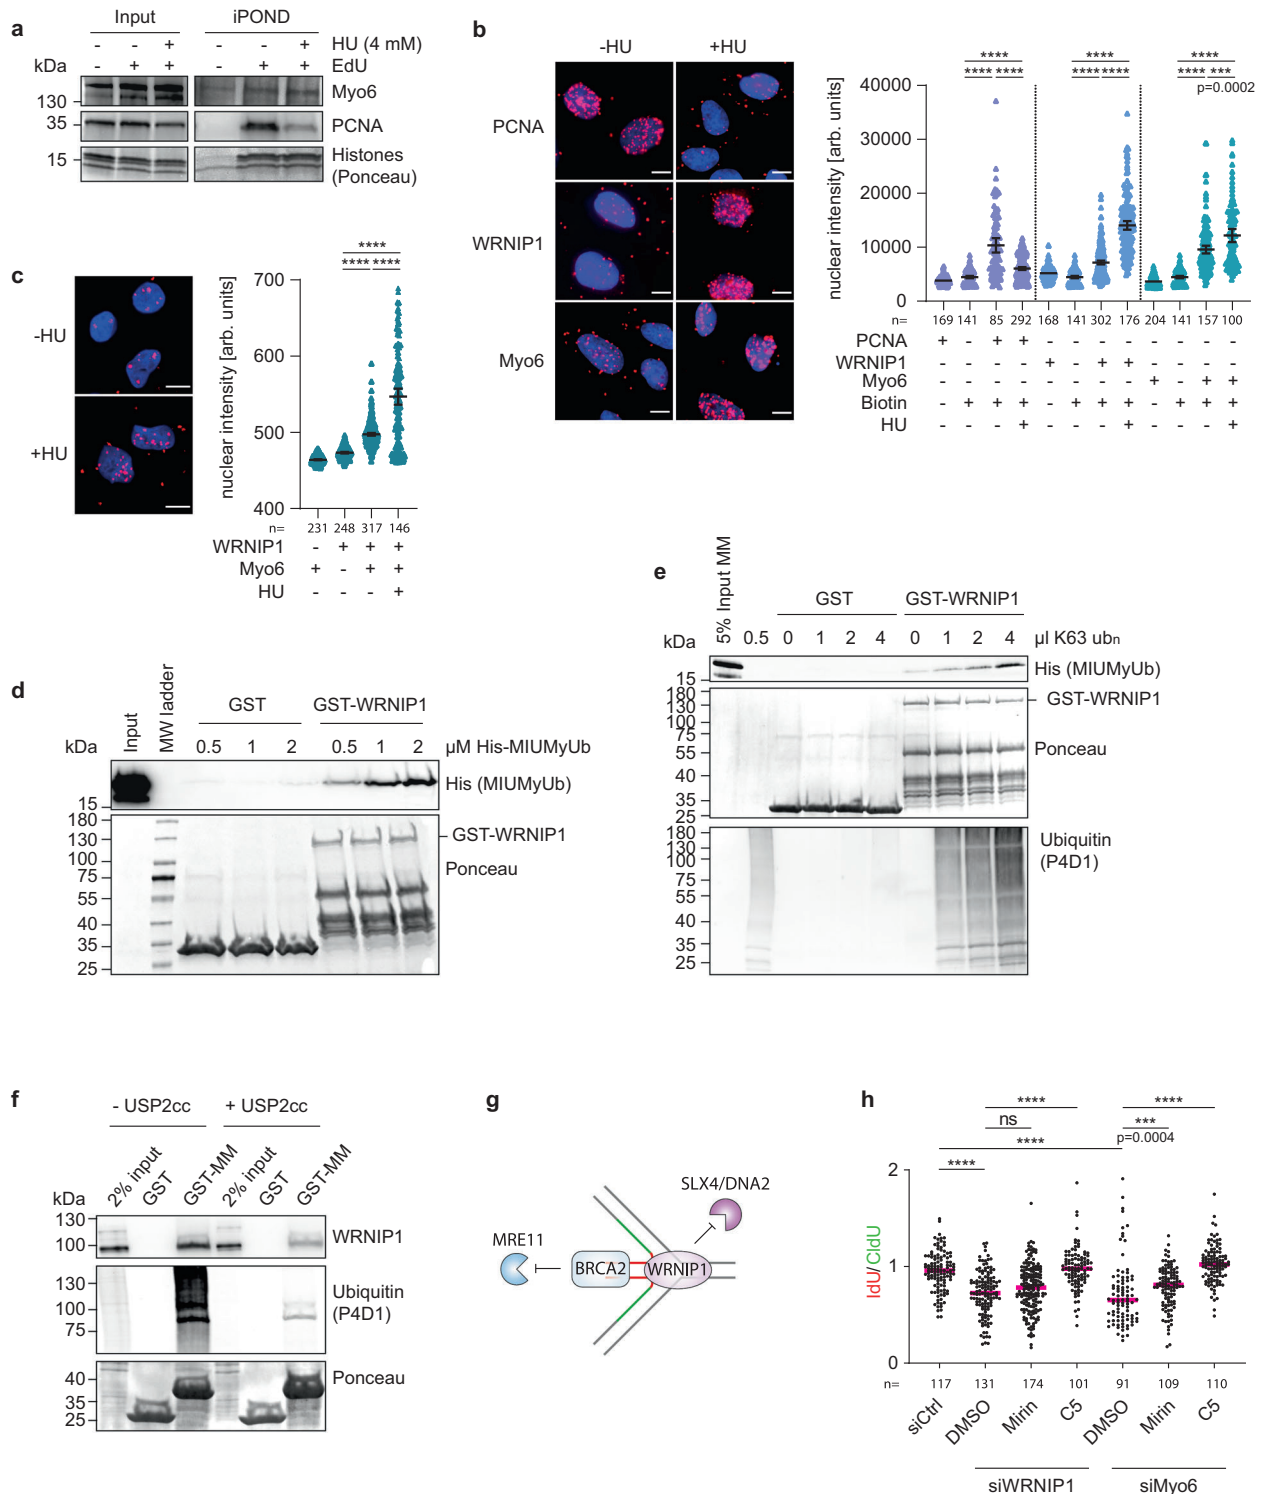 a
Input
iPOND
- - + - - + HU (4 mM)
kDa - + + - + + EdU
130
Myo6
35
PCNA
15
Histones
(Ponceau)
b
-HU
+HU
PCNA
WRNIP1
Myo6
nuclear intensity [arb. units]
**** **** ****
**** **** **** **** **** ***
p=0.0002
40000
30000
20000
10000
0
n= 169 141 85 292 168 141 302 176 204 141 157 100
PCNA + - + + - - - - - - - -
WRNIP1 - - - - + - + + - - - -
Myo6 - - - - - - - - + - + +
Biotin - + + + - + + + - + + +
HU - - - + - - - + - - - +
c
-HU
+HU
nuclear intensity [arb. units]
****
**** ****
700
600
500
400
n= 231 248 317 146
WRNIP1 - + + +
Myo6 + - + +
HU - - - +
d
kDa
Input
MW ladder
GST
GST-WRNIP1
0.5 1 2 0.5 1 2 µM His-MIUMyUb
His (MIUMyUb)
15
180
130
100
75
55
40
35
25
GST-WRNIP1
Ponceau
e
kDa
5% Input MM
GST
GST-WRNIP1
0.5 0 1 2 4 0 1 2 4 µl K63 ubn
His (MIUMyUb)
15
180
130
100
75
55
40
35
25
GST-WRNIP1
Ponceau
180
130
100
75
55
40
35
25
Ubiquitin
(P4D1)
f
- USP2cc + USP2cc
kDa
2% input
GST
GST-MM
2% input
GST
GST-MM
130
100
WRNIP1
130
100
75
Ubiquitin
(P4D1)
40
35
25
Ponceau
g
SLX4/DNA2
MRE11
BRCA2
WRNIP1
h
**** ****
ns ***
**** p=0.0004
****
IdU/CldU
2
1
0
n= 117 131 174 101 91 109 110
siCtrl
DMSO
Mirin
C5
DMSO
Mirin
C5
siWRNIP1
siMyo6